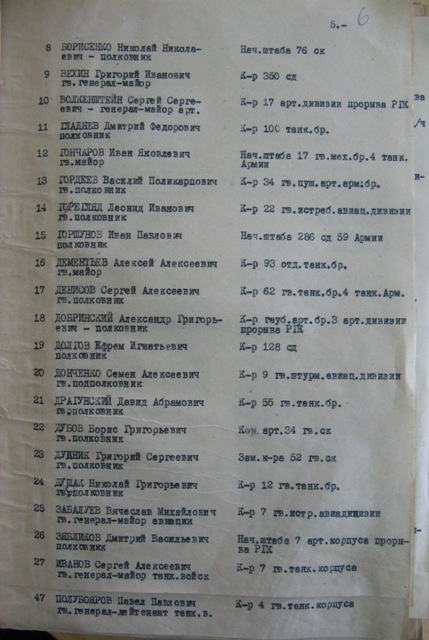 5.- 6
8 БОРИСЕНКО Николай Никола- Нач.штаба 76 ск
евич - полковник
9 ВЕХИН Григорий Иванович К-р 350 сд
гв.генерал-майор
10 ВОЛКЕНШТЕЙН Сергей Серге- К-р 17 арт.дивизии прорыва РГК
евич - генерал-майор арт.
11 ГЛАДНЕВ Дмитрий Федорович К-р 100 танк.бр.
полковник
12 ГОНЧАРОВ Иван Яковлевич Нач.штаба 17 гв.мех.бр.4 танк.
гв.майор Армии
13 ГОРДЕЕВ Василий Поликарпович К-р 34 гв.пуш.арт.арм:бр.
гв.полковник
14 ГОРЕГЛЯД Леонид Иванович К-р 22 гв.истреб.авиац.дивизии
гв.полковник
15 ГОРШУНОВ Иван Павлович Нач.штаба 286 сд 59 Армии
полковник
16 ДЕМЕНТЬЕВ Алексей Алексеевич К-р 93 отд.танк.бр.
гв.майор
17 ДЕНИСОВ Сергей Алексеевич К-р 62 гв.танк.бр.4 танк.Арм.
гв.полковник
18 ДОБРИНСКИЙ Александр Григорь- К-р гауб.арт.бр.3 арт.дивизии
евич - полковник прорыва РГК
19 ДОЛГОВ Ефрем Игнатьевич К-р 128 сд
полковник
20 ДОНЧЕНКО Семен Алексеевич К-р 9 гв.штурм.авиац.дивизии
гв.подполковник
21 ДРАГУНСКИЙ Давид Абрамович К-р 55 гв.танк.бр.
гвполковник
22 ДУБОВ Борис Григорьевич Ком. арт.34 гв.ск
гв.полковник
23 ДУДНИК Григорий Сергеевич Зам.к-ра 52 гв.ск
гв.полковник
24 ДУШАК Николай Григорьевич К-р 12 гв.танк.бр.
гвполковник
25 ЗАБАЛУЕВ Вячеслав Михайлович К-р 7 гв.истр.авиадивизии
гв.генерал-майор авиации
26 ЗЕВЛИКОВ Дмитрий Васильевич Нач.штаба 7 арт.корпуса проры-
полковник ва РГК
27 ИВАНОВ Сергей Алексеевич К-р 7 гв.танк.корпуса
гв.генерал-майор танк.войск
47 ПОЛУБОЯРОВ Павел Павлович К-р 4 гв.танк.корпуса
гв.генерал-лейтенант танк.в.